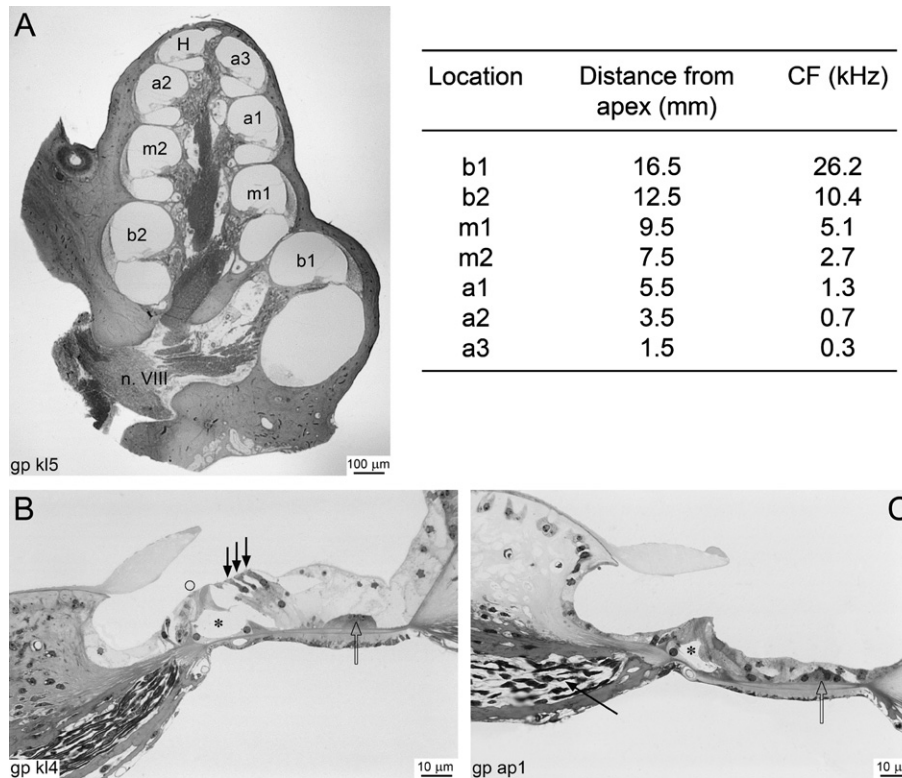 A
H
a3
a2
a1
m2
m1
b2
b1
n. VIII
gp kl5
100 µm
Location Distance from apex (mm) CF (kHz)
b1 16.5 26.2
b2 12.5 10.4
m1 9.5 5.1
m2 7.5 2.7
a1 5.5 1.3
a2 3.5 0.7
a3 1.5 0.3
B
*
gp kl4
10 µm
C
*
gp ap1
10 µm